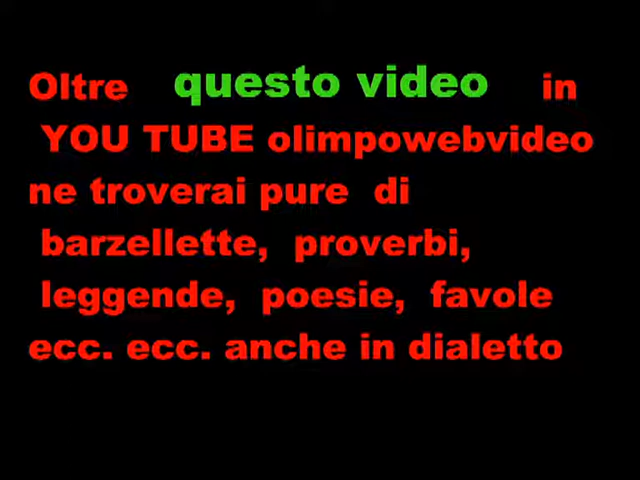 Oltre questo video in
YOU TUBE olimpowebvideo
ne troverai pure di
barzellette, proverbi,
leggende, poesie, favole
ecc. ecc. anche in dialetto